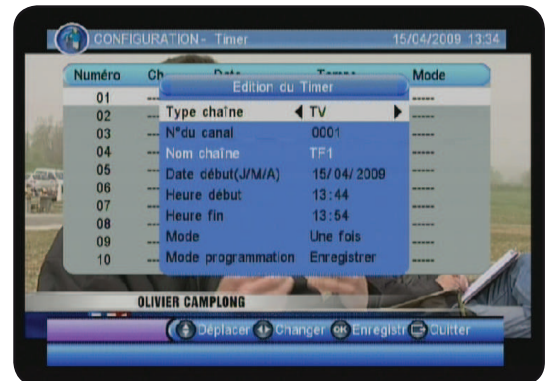 CONFIGURATION - Timer 15/04/2009 13:34
Numéro Ch Date Temps Mode
Edition du Timer
01 --- -----
02 --- -----
03 --- -----
04 --- -----
05 --- -----
06 --- -----
07 --- -----
08 --- -----
09 --- -----
10 --- -----
Type chaîne TV
N°du canal 0001
Nom chaîne TF1
Date début(J/M/A) 15/04/2009
Heure début 13:44
Heure fin 13:54
Mode Une fois
Mode programmation Enregistrer
OLIVIER CAMPLONG
Déplacer Changer OK Enregistr Quitter